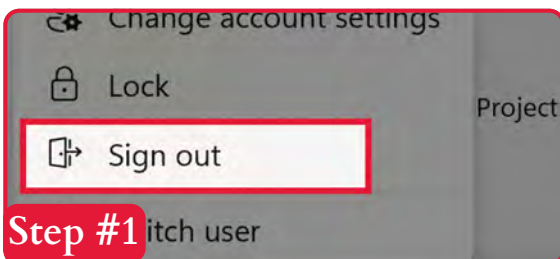 Change account settings
Lock
Project
Sign out
Step #1
itch user